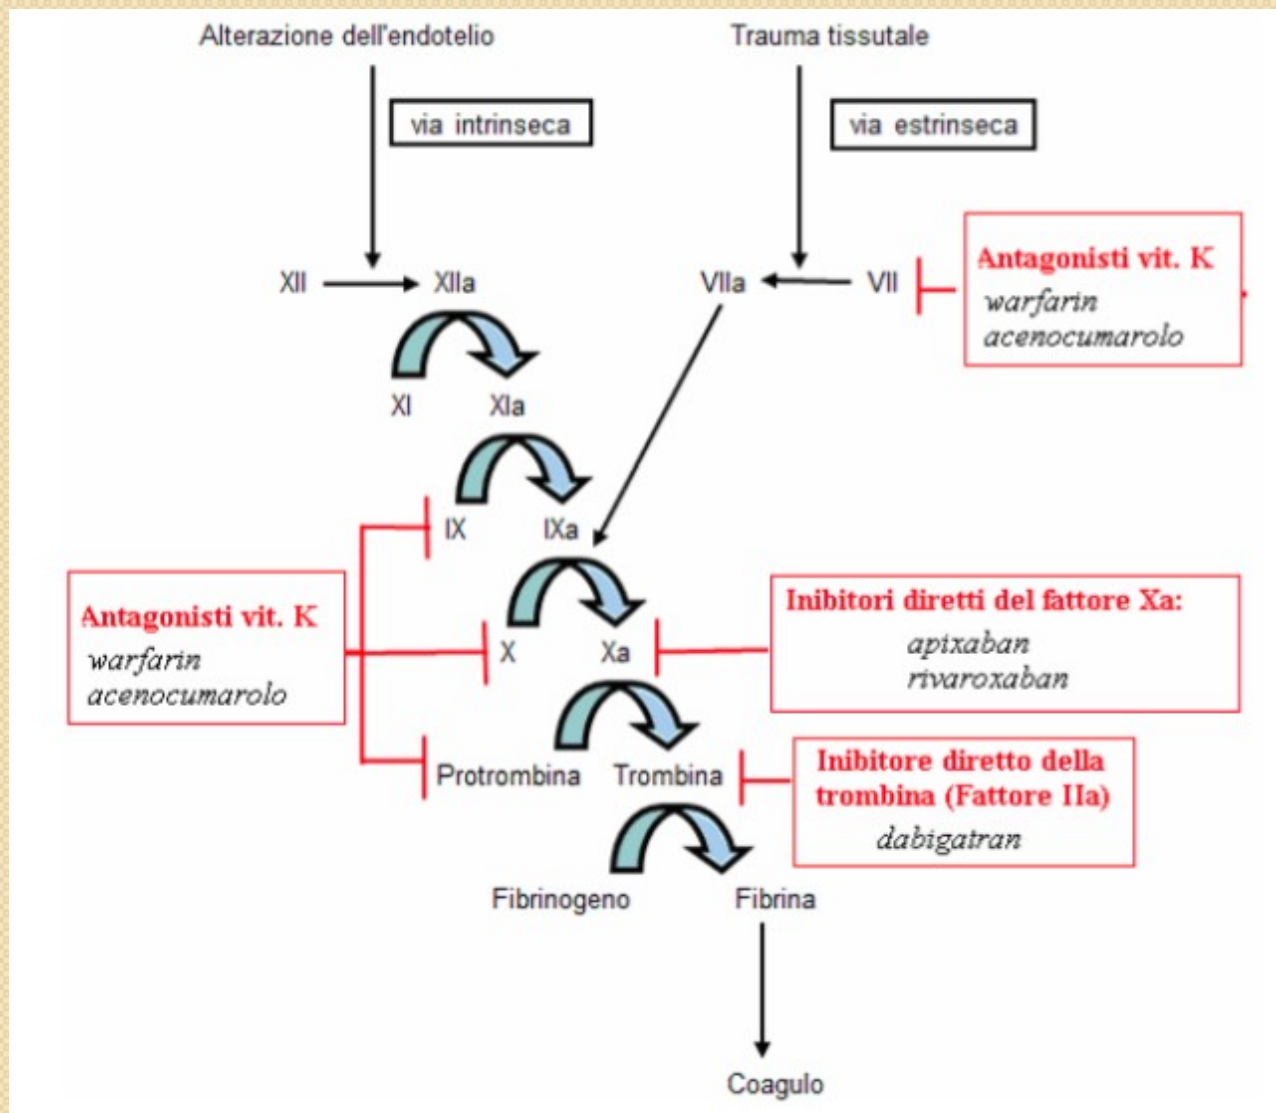 Alterazione dell'endotelio
Trauma tissutale
via intrinseca
via estrinseca
XII
XIIa
VIIa
VII
Antagonisti vit. K
warfarin
acenocumarolo
XI
XIa
IX
IXa
Antagonisti vit. K
warfarin
acenocumarolo
X
Xa
Inibitori diretti del fattore Xa:
apixaban
rivaroxaban
Protrombina
Trombina
Inibitore diretto della
trombina (Fattore IIa)
dabigatran
Fibrinogeno
Fibrina
Coagulo